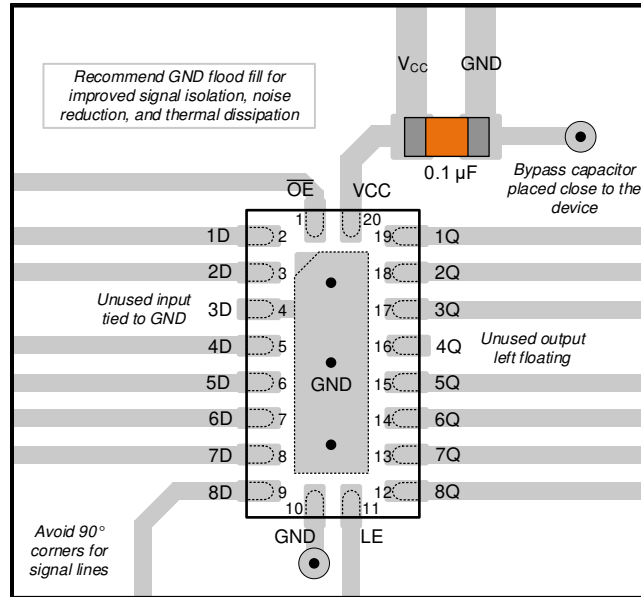 V_CC GND
Recommend GND flood fill for
improved signal isolation, noise
reduction, and thermal dissipation
0.1 µF
Bypass capacitor
placed close to the
device
O̅E̅ VCC
1 20
1D 2 19 1Q
2D 3 18 2Q
Unused input
tied to GND
3D 4 17 3Q
4D 5 16 4Q
Unused output
left floating
5D 6 GND 15 5Q
6D 7 14 6Q
7D 8 13 7Q
8D 9 12 8Q
10 11
GND LE
Avoid 90°
corners for
signal lines